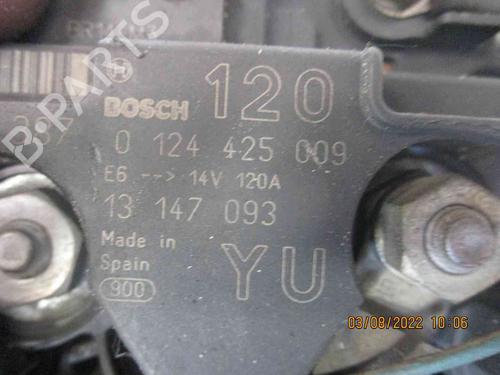 B-PARTS
BOSCH 120
0 124 425 009
E6 --> 14V 120A
13 147 093
Made in
Spain
YU
900
03/08/2022 10:06